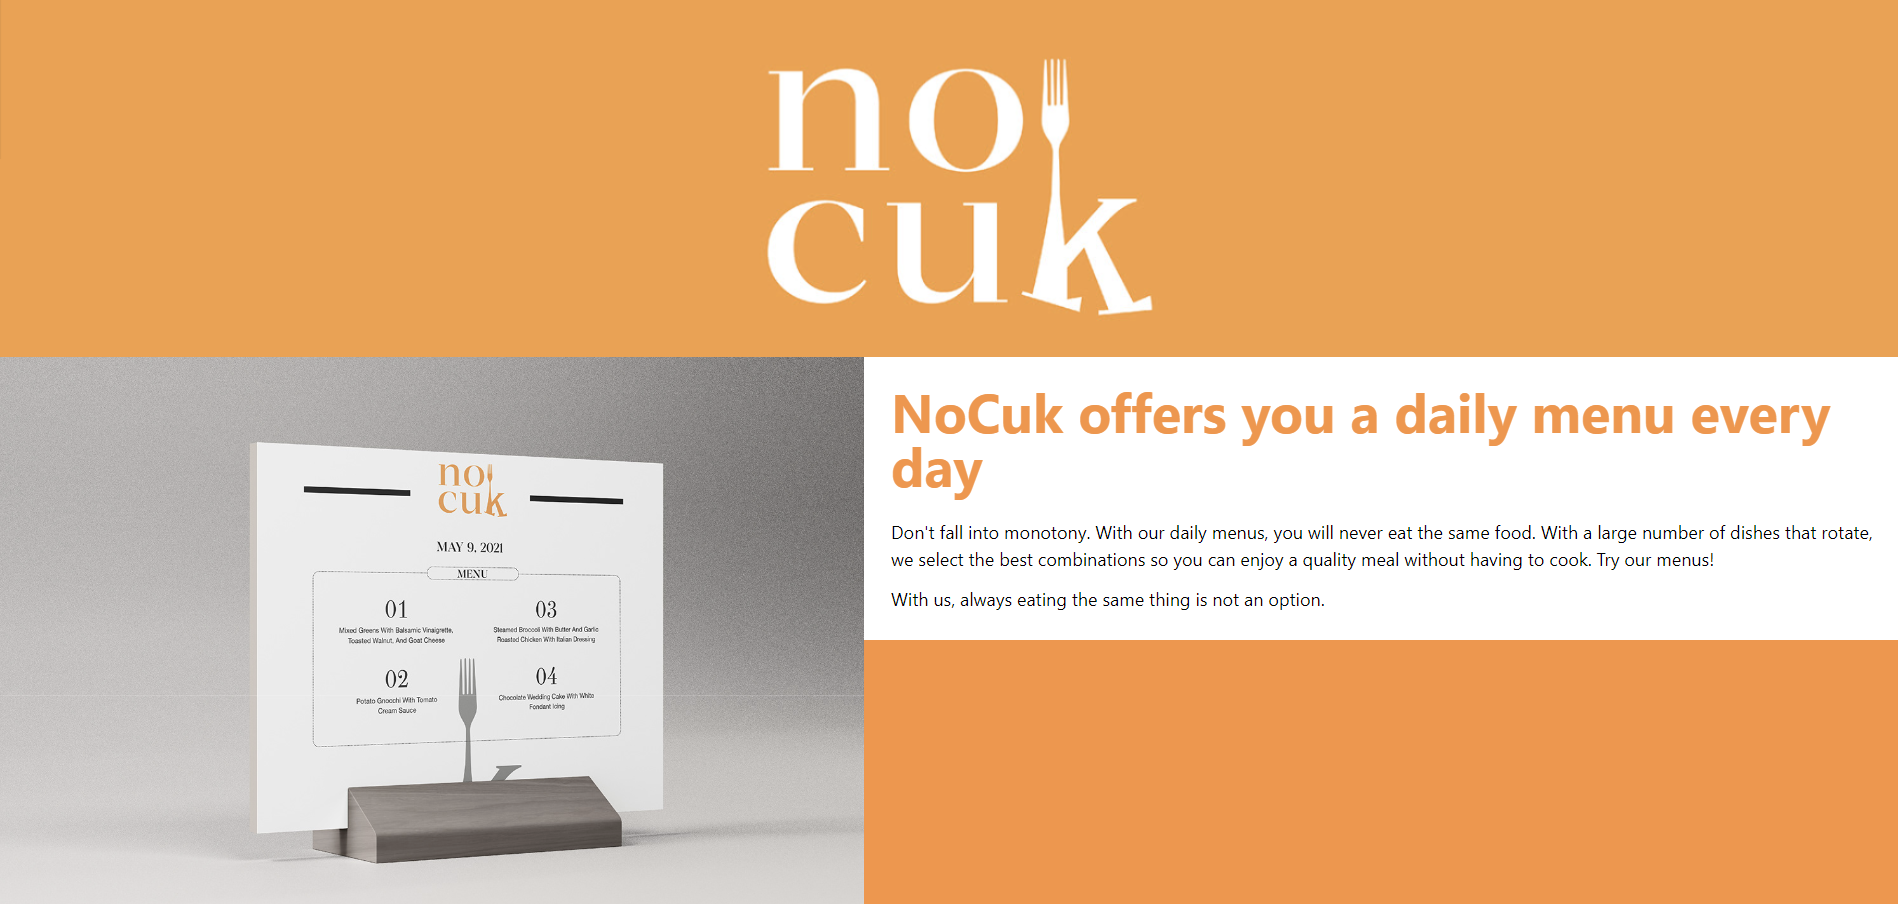 no
cuk
no
cuk
MAY 9, 2021
MENU
01
Mixed Greens With Balsamic Vinaigrette,
Toasted Walnut, And Goat Cheese
02
Potato Gnocchi With Tomato
Cream Sauce
03
Steamed Broccoli With Butter And Garlic
Roasted Chicken With Italian Dressing
04
Chocolate Wedding Cake With White
Fondant Icing
NoCuk offers you a daily menu every
day
Don't fall into monotony. With our daily menus, you will never eat the same food. With a large number of dishes that rotate,
we select the best combinations so you can enjoy a quality meal without having to cook. Try our menus!
With us, always eating the same thing is not an option.